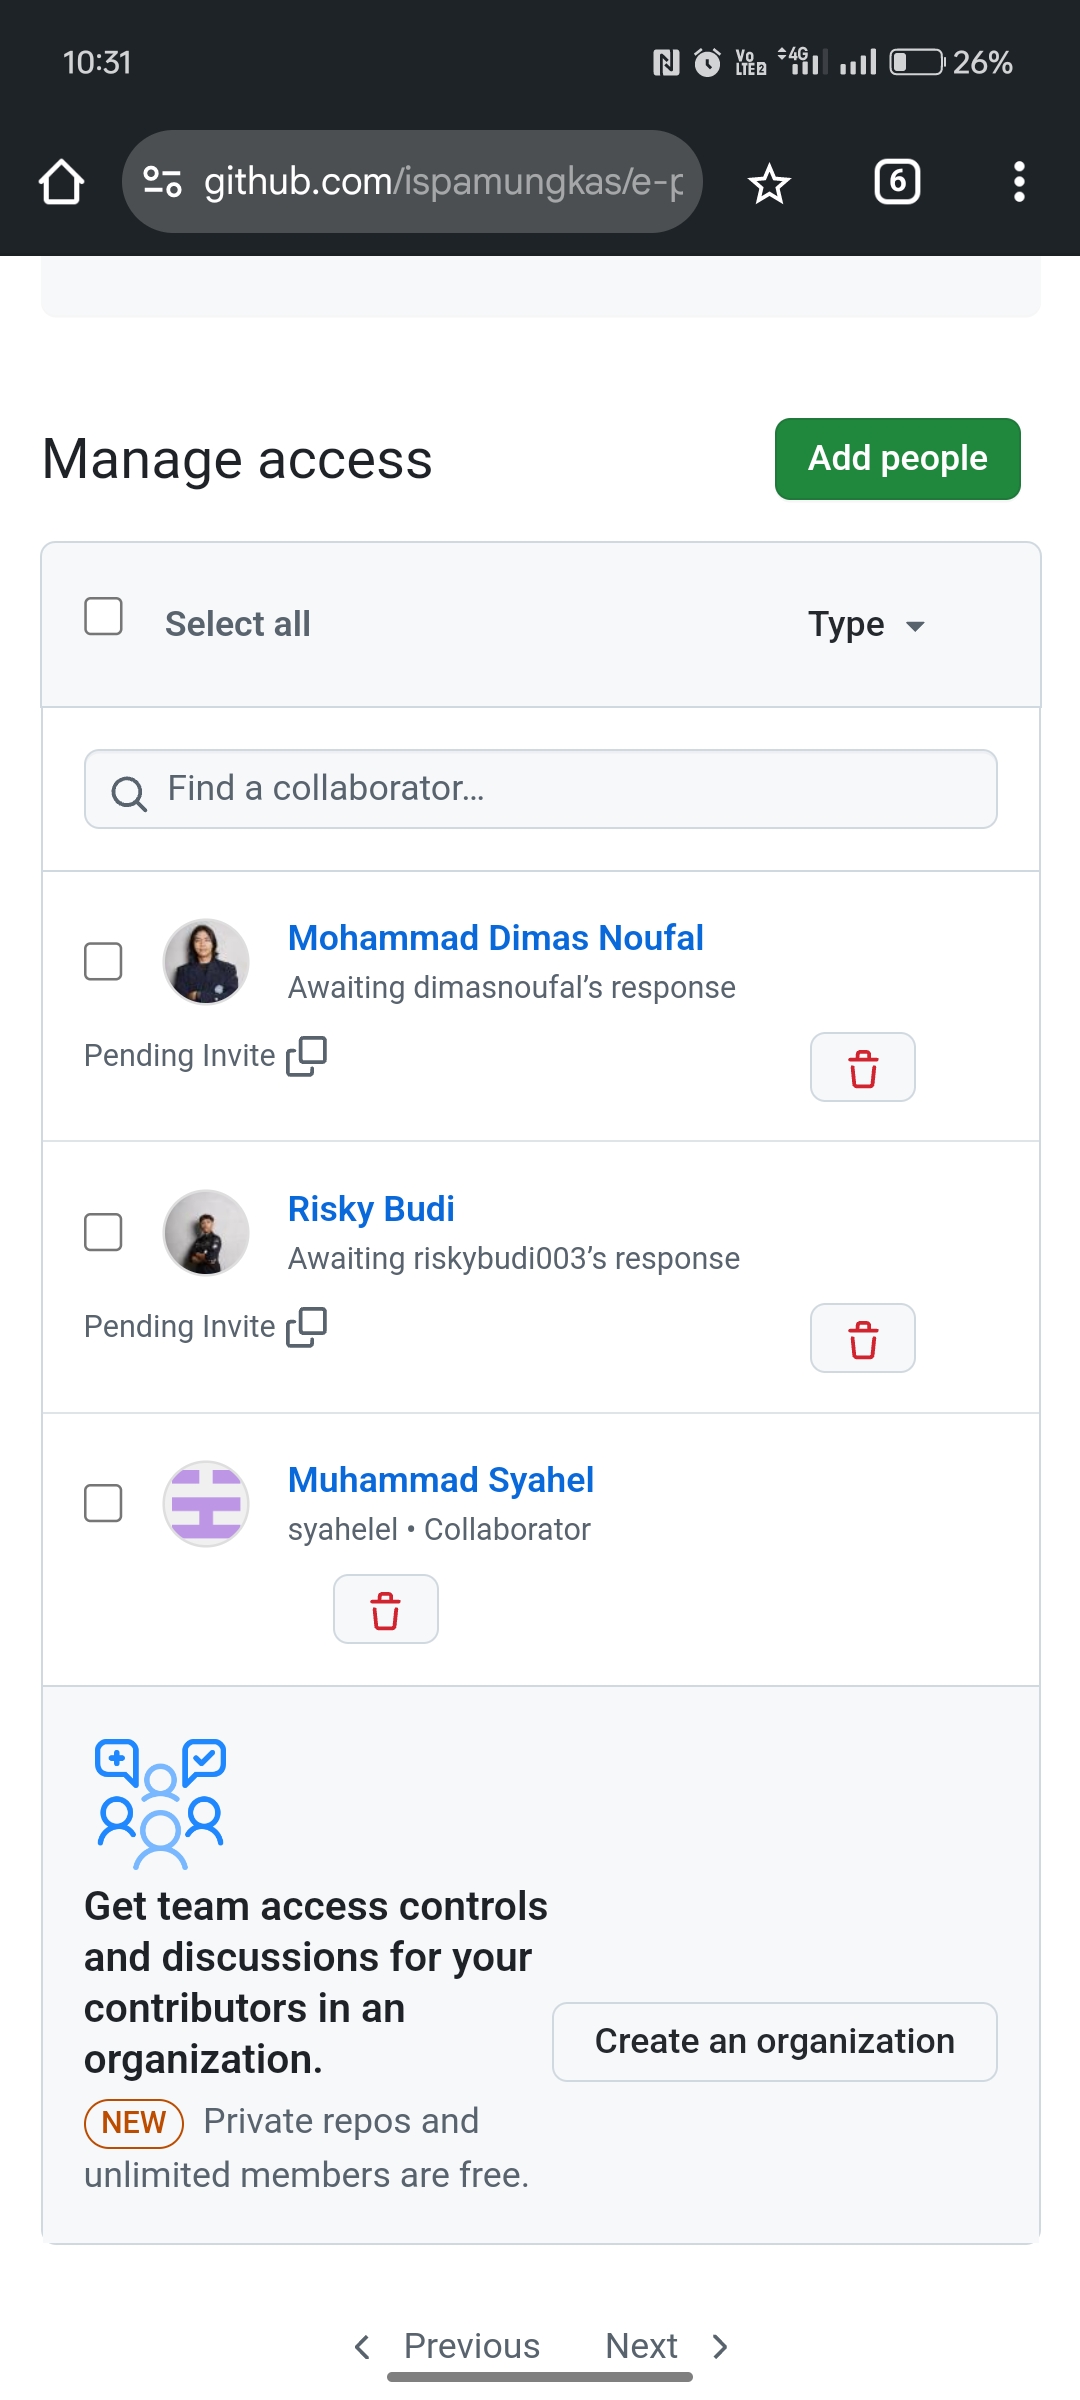 10:31
Vo LTE2 4G 26%
github.com/ispamungkas/e-p
6
Manage access
Add people
Select all
Type
Find a collaborator...
Mohammad Dimas Noufal
Awaiting dimasnoufal’s response
Pending Invite
Risky Budi
Awaiting riskybudi003’s response
Pending Invite
Muhammad Syahel
syahelel • Collaborator
Get team access controls
and discussions for your
contributors in an
organization.
Create an organization
NEW Private repos and
unlimited members are free.
Previous Next